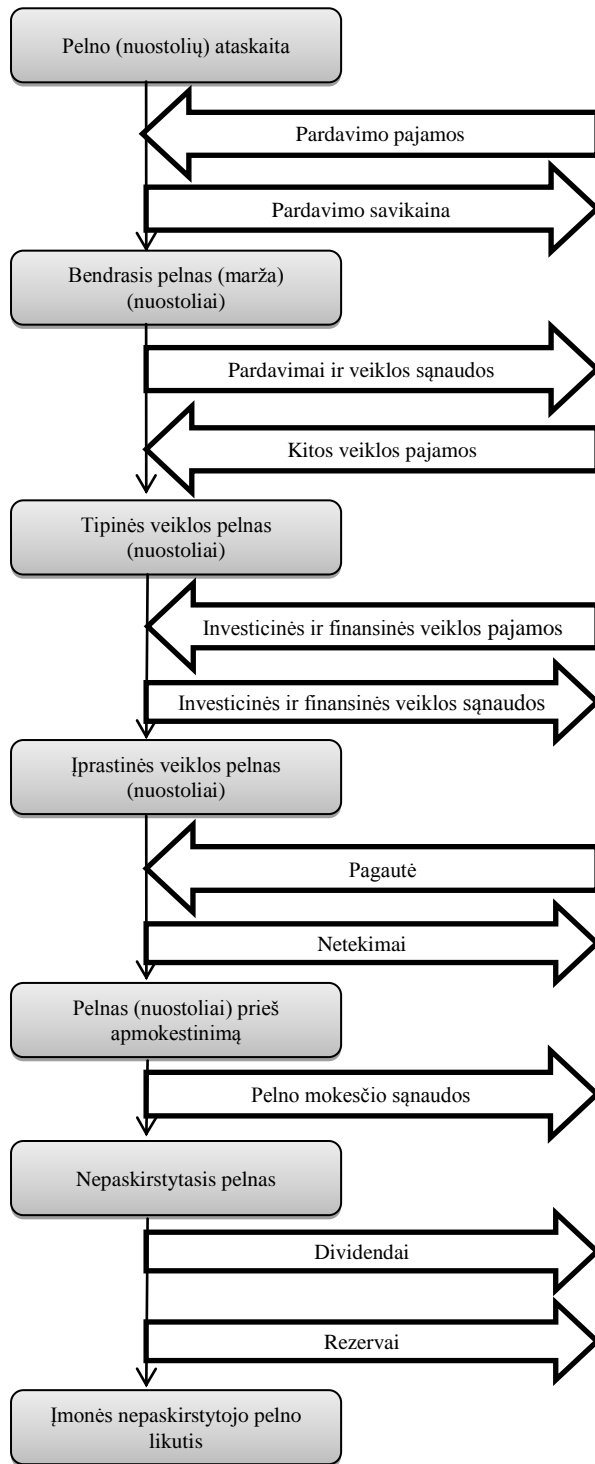 Pelno (nuostolių) ataskaita
Pardavimo pajamos
Pardavimo savikaina
Bendrasis pelnas (marža)
(nuostoliai)
Pardavimai ir veiklos sąnaudos
Kitos veiklos pajamos
Tipinės veiklos pelnas
(nuostoliai)
Investicinės ir finansinės veiklos pajamos
Investicinės ir finansinės veiklos sąnaudos
Įprastinės veiklos pelnas
(nuostoliai)
Pagautė
Netekimai
Pelnas (nuostoliai) prieš
apmokestinimą
Pelno mokesčio sąnaudos
Nepaskirstytasis pelnas
Dividendai
Rezervai
Įmonės nepaskirstytojo pelno
likutis